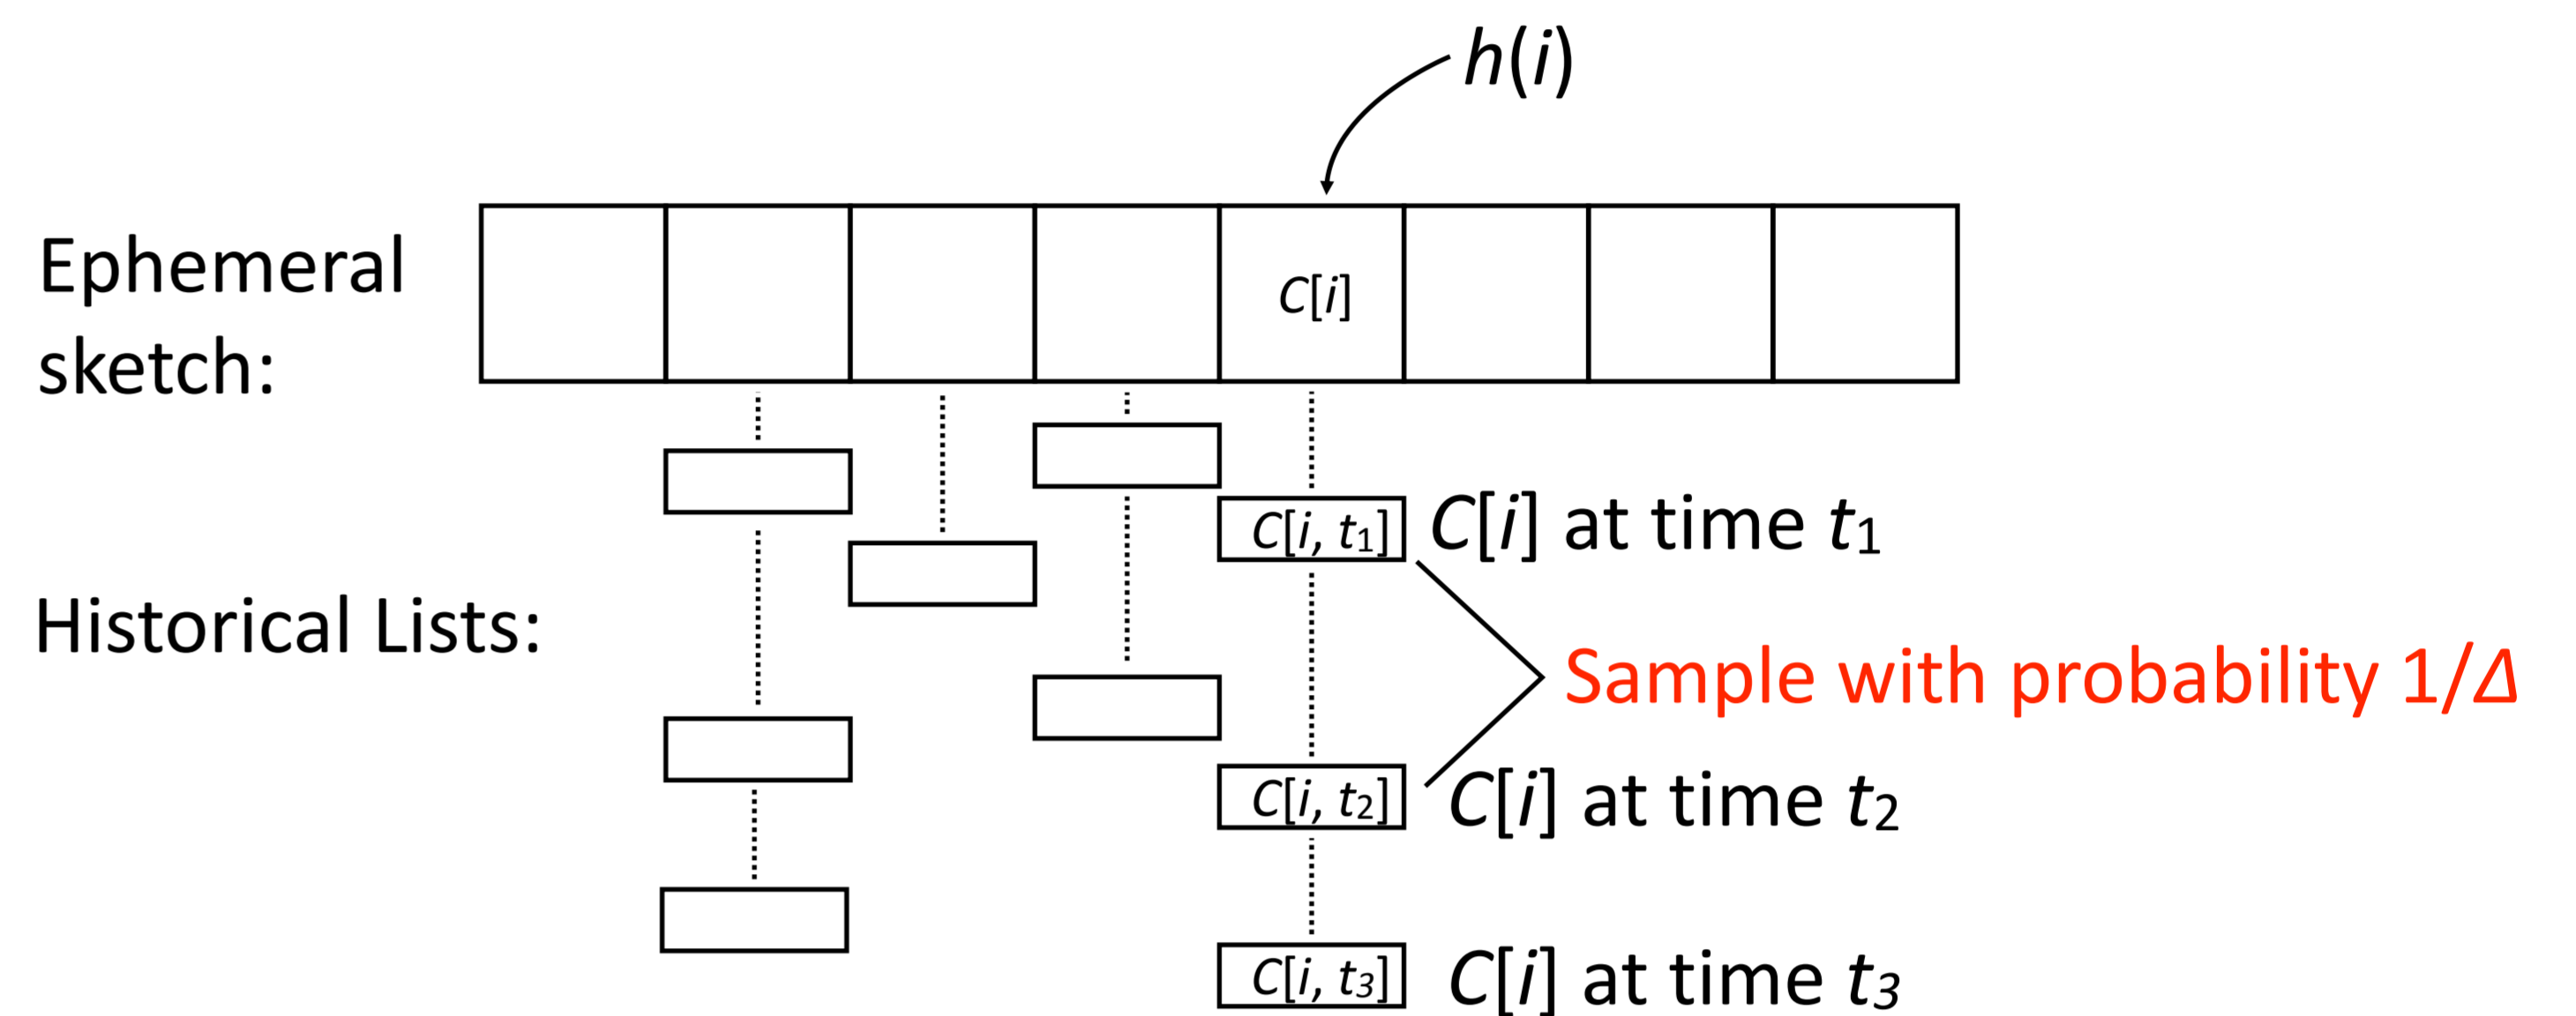 h(i)
Ephemeral
sketch:
C[i]
C[i, t₁] C[i] at time t₁
Historical Lists:
Sample with probability 1/Δ
C[i, t₂] C[i] at time t₂
C[i, t₃] C[i] at time t₃